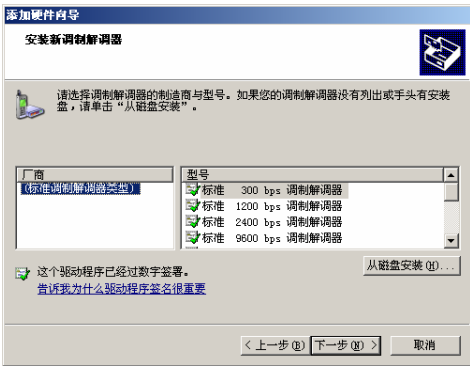 添加硬件向导
安装新调制解调器
请选择调制解调器的制造商与型号。如果您的调制解调器没有列出或手头有安装
盘，请单击“从磁盘安装”。
厂商
(标准调制解调器类型)
型号
标准 300 bps 调制解调器
标准 1200 bps 调制解调器
标准 2400 bps 调制解调器
标准 9600 bps 调制解调器
这个驱动程序已经过数字签署。
告诉我为什么驱动程序签名很重要
从磁盘安装(H)...
< 上一步(B)
下一步(N) >
取消